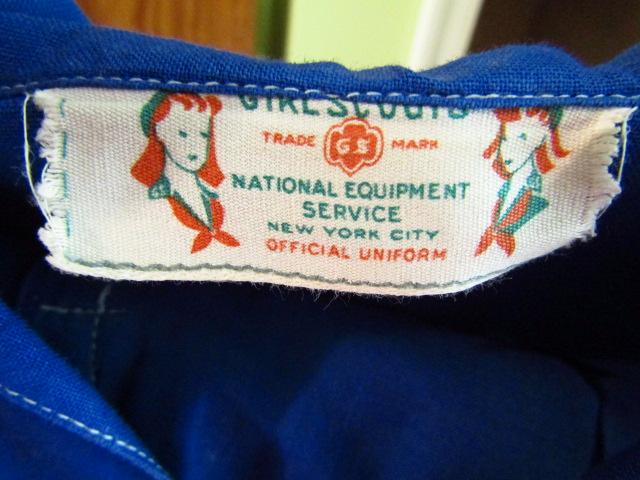 GIRL SCOUTS
TRADE GS MARK
NATIONAL EQUIPMENT
SERVICE
NEW YORK CITY
OFFICIAL UNIFORM